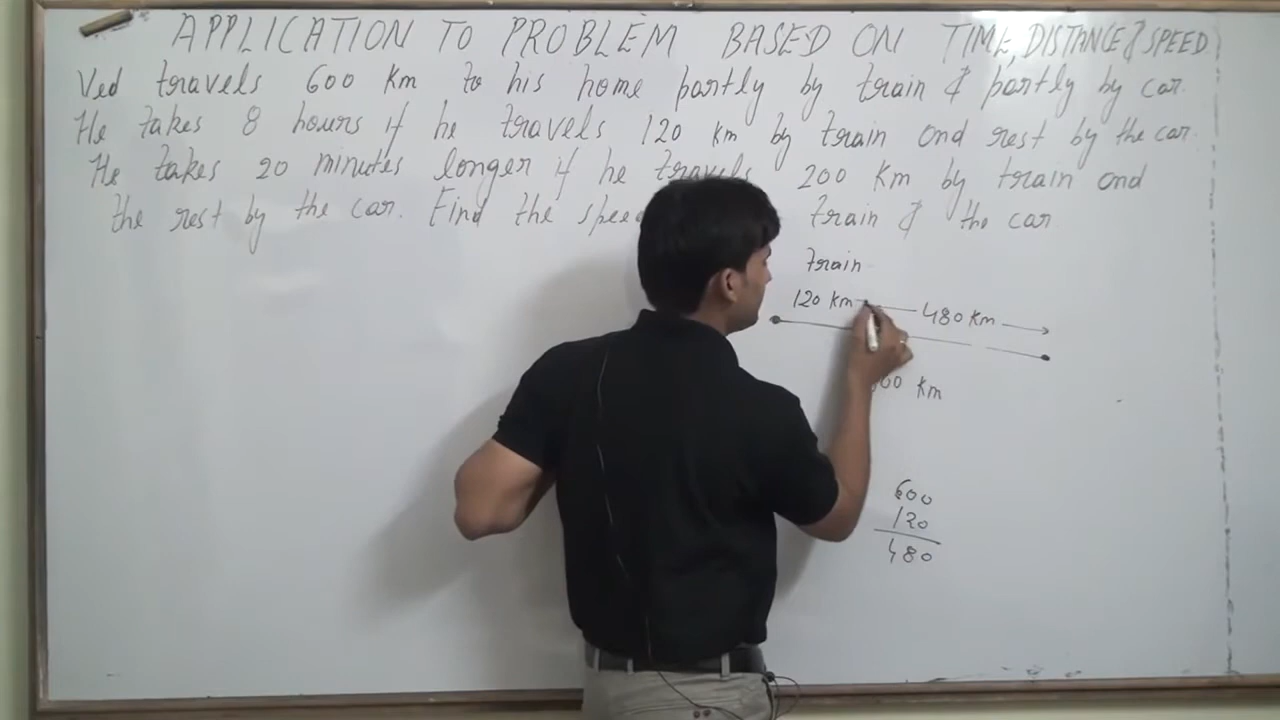 APPLICATION TO PROBLEM BASED ON TIME, DISTANCE & SPEED
Ved travels 600 Km to his home partly by train & partly by car.
He takes 8 hours if he travels 120 km by train and rest by the car.
He takes 20 minutes longer if he travels 200 Km by train and
the rest by the car. Find the train & the car
train
120 Km 480 Km
Km
600
120
480